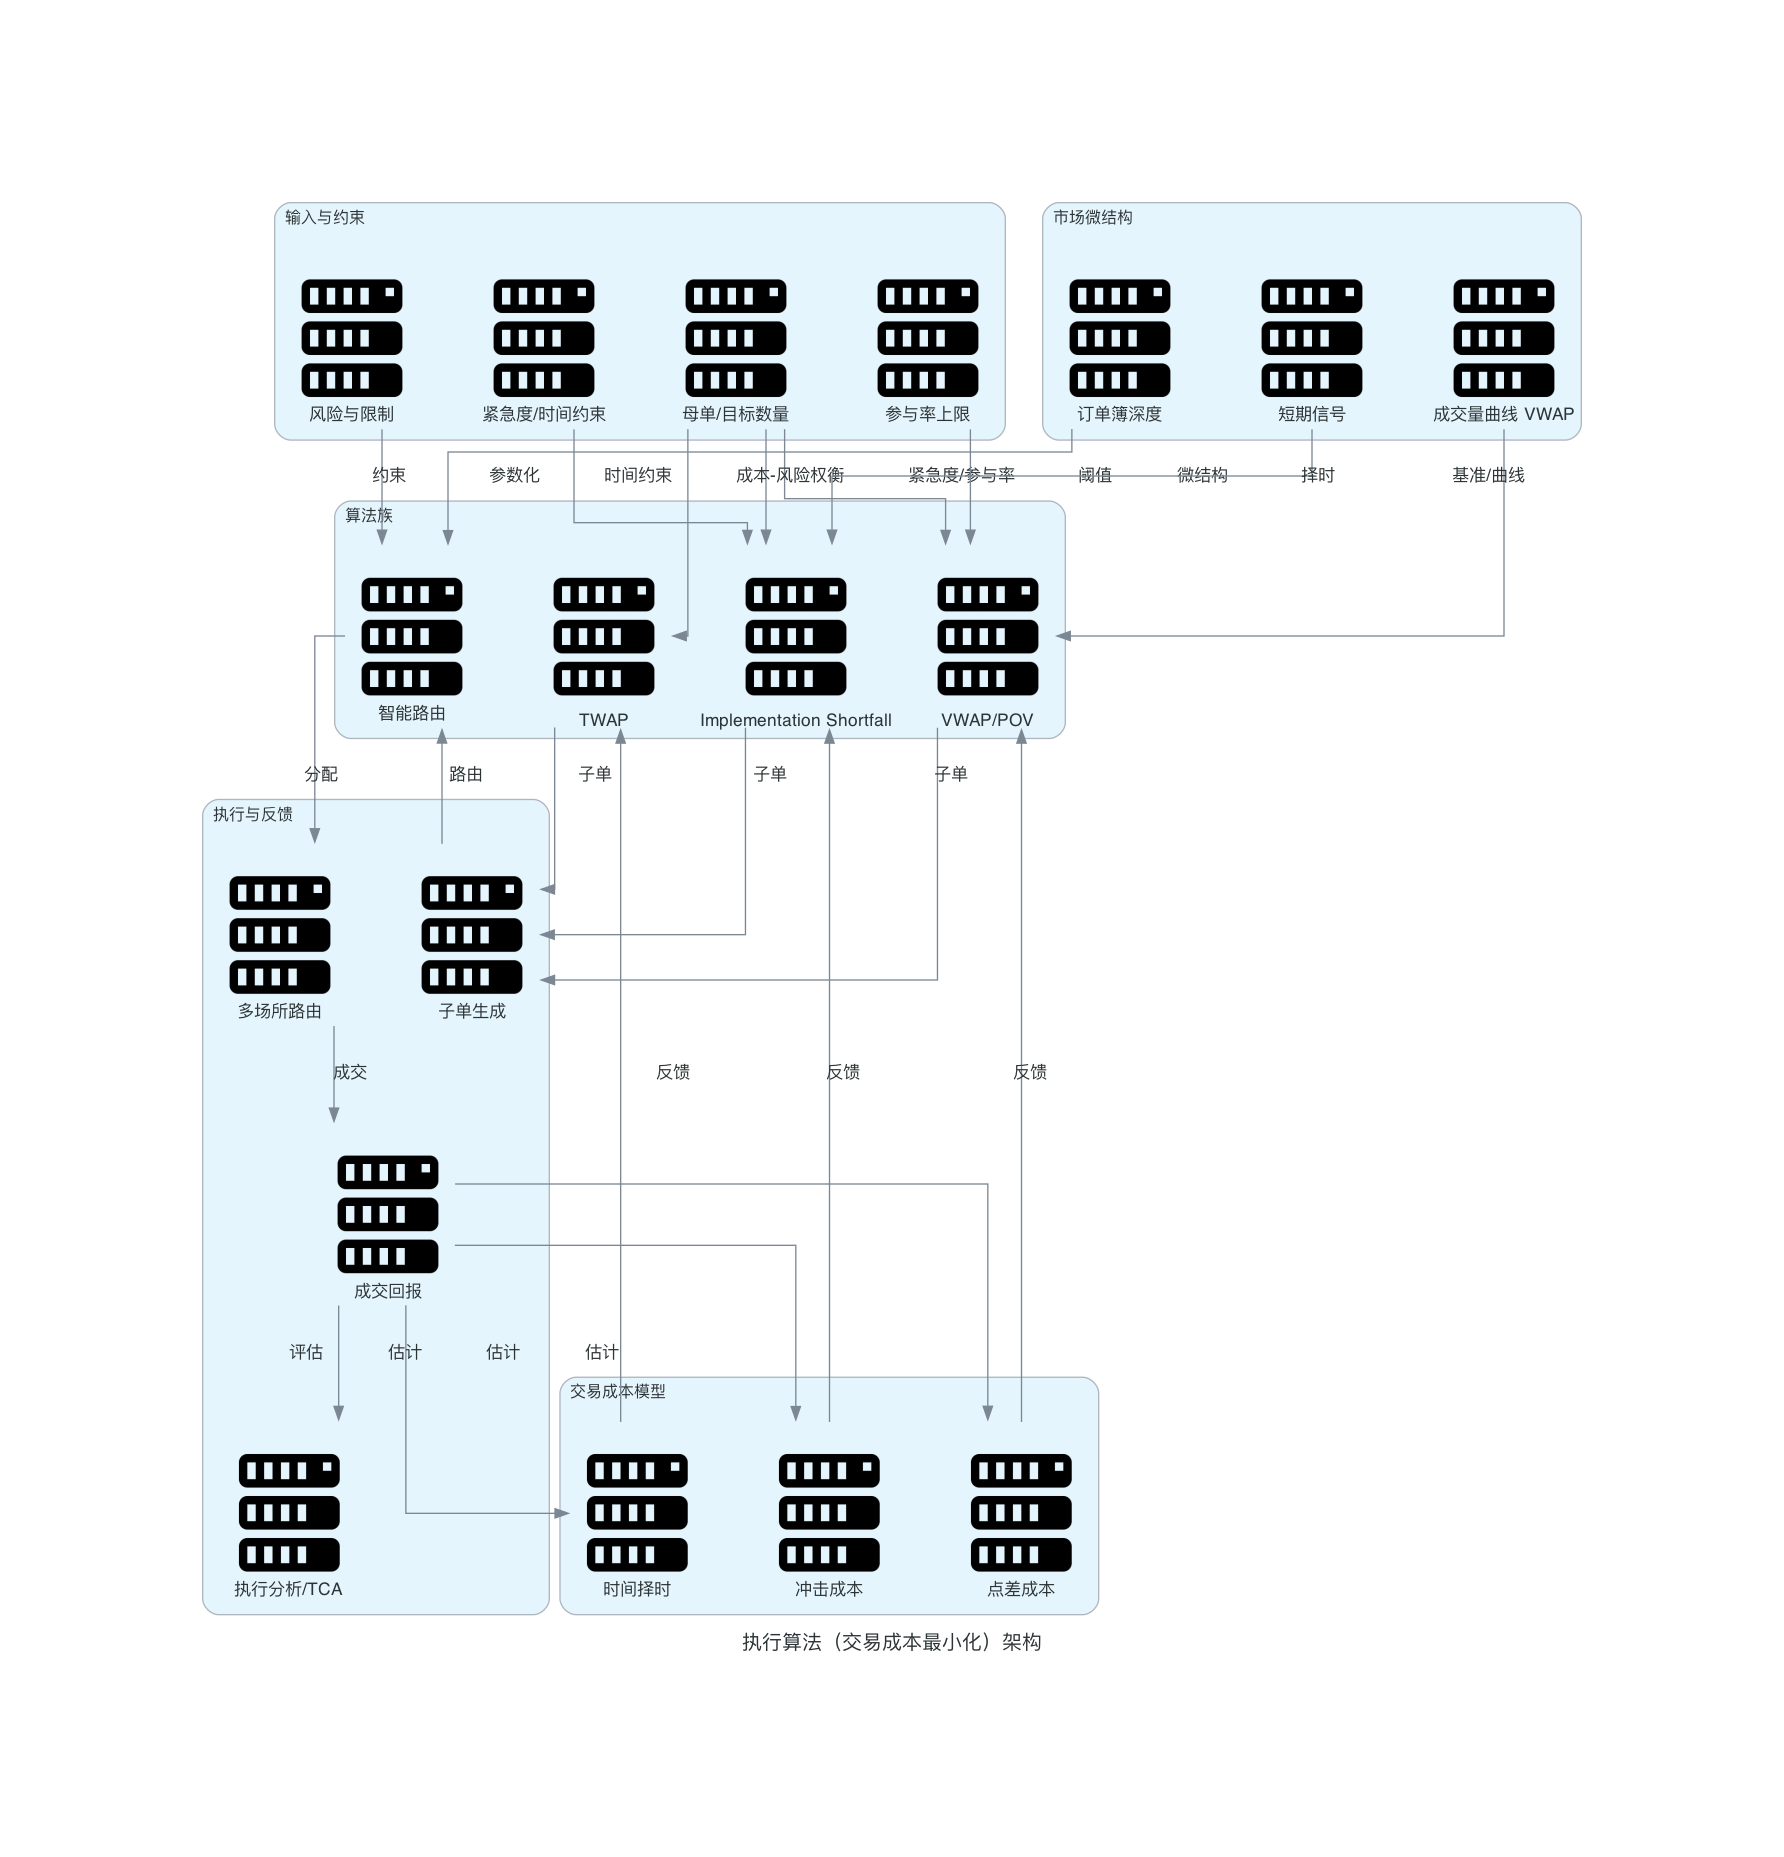 输入与约束
市场微结构
风险与限制
紧急度/时间约束
母单/目标数量
参与率上限
订单簿深度
短期信号
成交量曲线 VWAP
约束
参数化
时间约束
成本-风险权衡
紧急度/参与率
阈值
微结构
择时
基准/曲线
算法族
智能路由
TWAP
Implementation Shortfall
VWAP/POV
分配
路由
子单
子单
子单
执行与反馈
多场所路由
子单生成
成交
反馈
反馈
反馈
成交回报
评估
估计
估计
估计
交易成本模型
执行分析/TCA
时间择时
冲击成本
点差成本
执行算法（交易成本最小化）架构